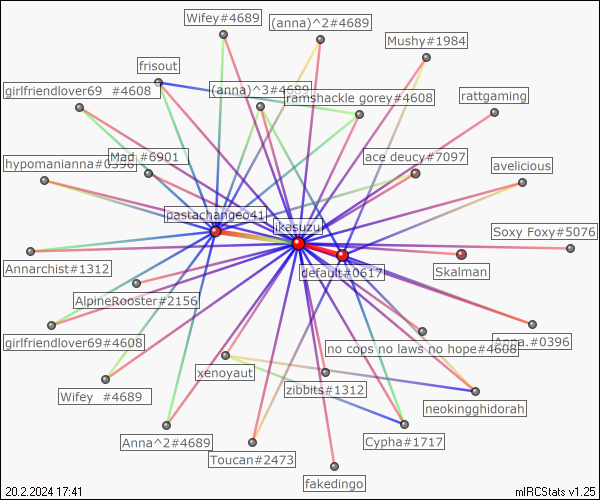 Wifey#4689
(anna)^2#4689
Mushy#1984
frisout
girlfriendlover69 #4608
(anna)^3#4689
ramshackle gorey#4608
rattgaming
Mad #6901
ace deucy#7097
hypomanianna#0396
avelicious
pastachangeo41
ikasuzu
Soxy Foxy#5076
Annarchist#1312
default#0617
Skalman
AlpineRooster#2156
girlfriendlover69#4608
no cops no laws no hope#4608
Anna.#0396
xenoyaut
zibbits#1312
Wifey #4689
neokingghidorah
Anna^2#4689
Cypha#1717
Toucan#2473
fakedingo
20.2.2024 17:41
mIRCStats v1.25